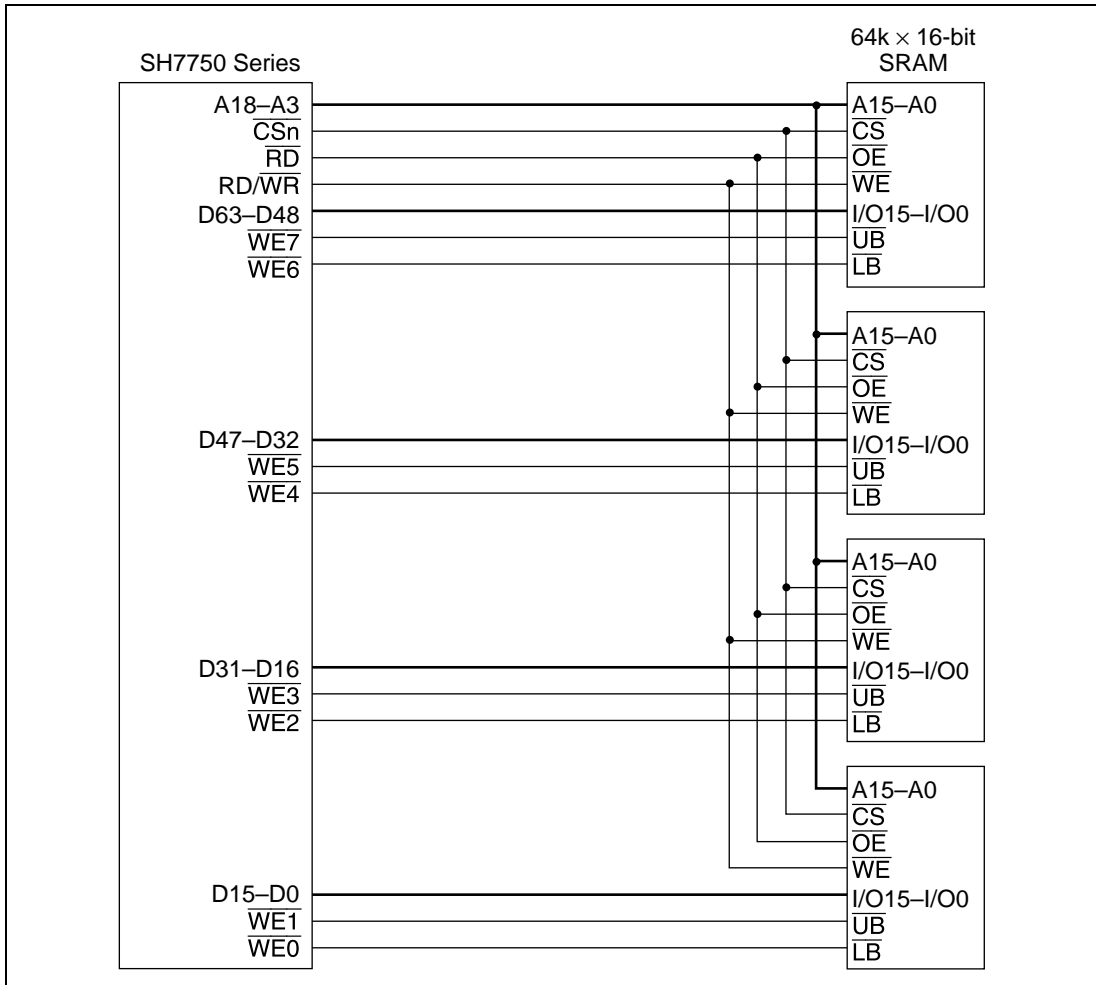 64k × 16-bit
SH7750 Series
SRAM
A18–A3
A15–A0
CSn
CS
RD
OE
RD/WR
WE
D63–D48
I/O15–I/O0
WE7
UB
WE6
LB
A15–A0
CS
OE
WE
D47–D32
I/O15–I/O0
WE5
UB
WE4
LB
A15–A0
CS
OE
WE
D31–D16
I/O15–I/O0
WE3
UB
WE2
LB
A15–A0
CS
OE
WE
D15–D0
I/O15–I/O0
WE1
UB
WE0
LB